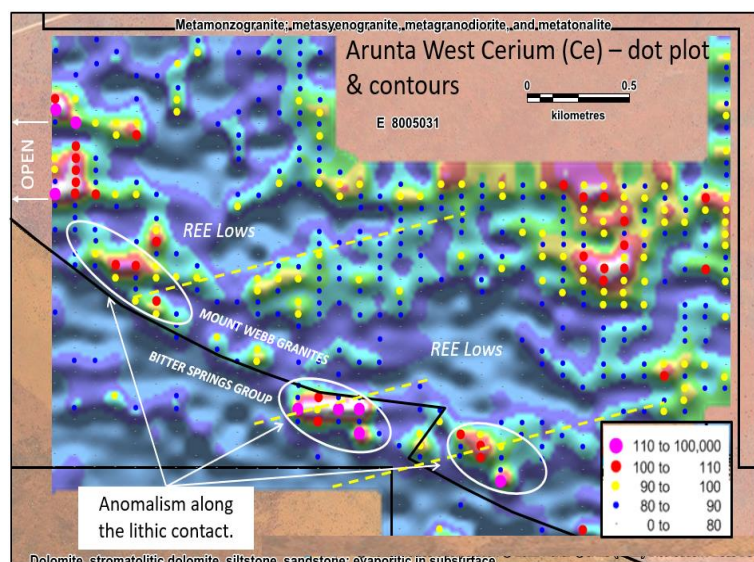 Metamonzogranite; metasyenogranite, metagranodiorite, and metatonalite
Arunta West Cerium (Ce) – dot plot
& contours
0 0.5
kilometres
E 8005031
OPEN
REE Lows
MOUNT WEBB GRANITES
BITTER SPRINGS GROUP
REE Lows
Anomalism along
the lithic contact.
110 to 100,000
100 to 110
90 to 100
80 to 90
0 to 80
Dolomite, stromatolitic dolomite, siltstone, sandstone; evaporitic in subsurface